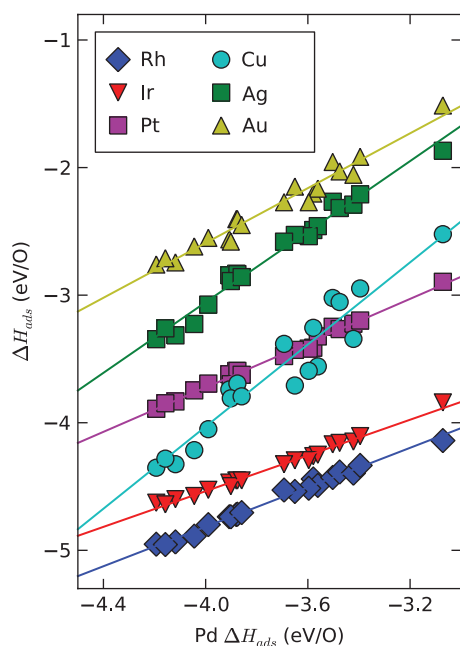 −1
Rh
Cu
Ir
Ag
Pt
Au
−2
−3
ΔH_ads (eV/O)
−4
−5
−4.4 −4.0 −3.6 −3.2
Pd ΔH_ads (eV/O)